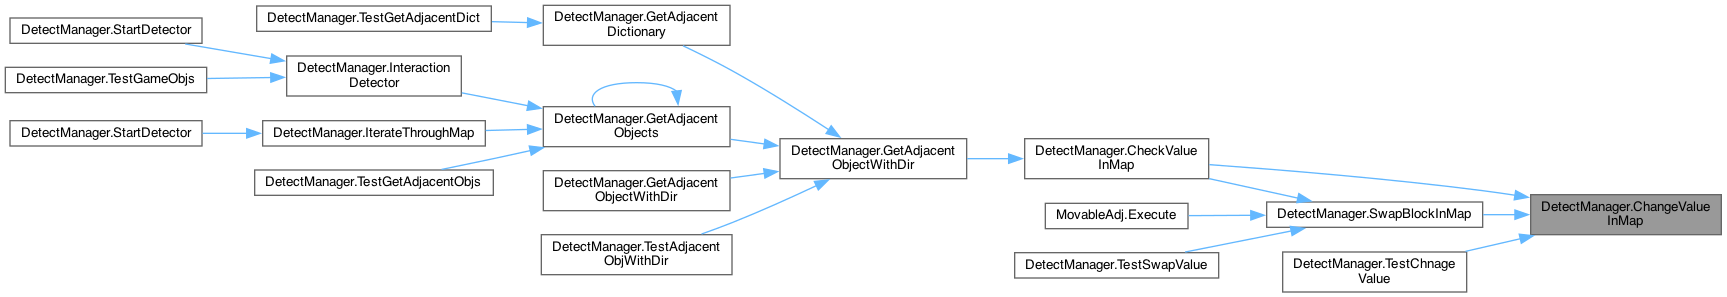 DetectManager.StartDetector
DetectManager.TestGameObjs
DetectManager.StartDetector
DetectManager.TestGetAdjacentDict
DetectManager.Interaction
Detector
DetectManager.IterateThroughMap
DetectManager.TestGetAdjacentObjs
DetectManager.GetAdjacent
Dictionary
DetectManager.GetAdjacent
Objects
DetectManager.GetAdjacent
ObjectWithDir
DetectManager.TestAdjacent
ObjWithDir
DetectManager.GetAdjacent
ObjectWithDir
DetectManager.CheckValue
InMap
MovableAdj.Execute
DetectManager.TestSwapValue
DetectManager.SwapBlockInMap
DetectManager.TestChnage
Value
DetectManager.ChangeValue
InMap